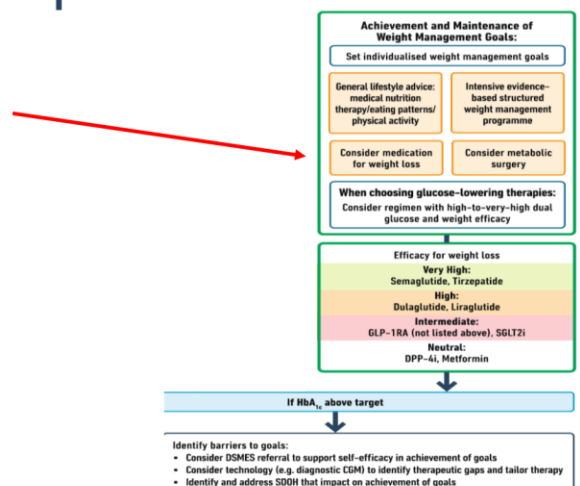 Achievement and Maintenance of
Weight Management Goals:
Set individualised weight management goals
General lifestyle advice:
medical nutrition
therapy/eating patterns/
physical activity
Intensive evidence-
based structured
weight management
programme
Consider medication
for weight loss
Consider metabolic
surgery
When choosing glucose-lowering therapies:
Consider regimen with high-to-very-high dual
glucose and weight efficacy
Efficacy for weight loss
Very High:
Semaglutide, Tirzepatide
High:
Dulaglutide, Liraglutide
Intermediate:
GLP-1RA (not listed above), SGLT2i
Neutral:
DPP-4i, Metformin
If HbA1c above target
Identify barriers to goals:
• Consider DSMES referral to support self-efficacy in achievement of goals
• Consider technology (e.g. diagnostic CGM) to identify therapeutic gaps and tailor therapy
• Identify and address SDOH that impact on achievement of goals